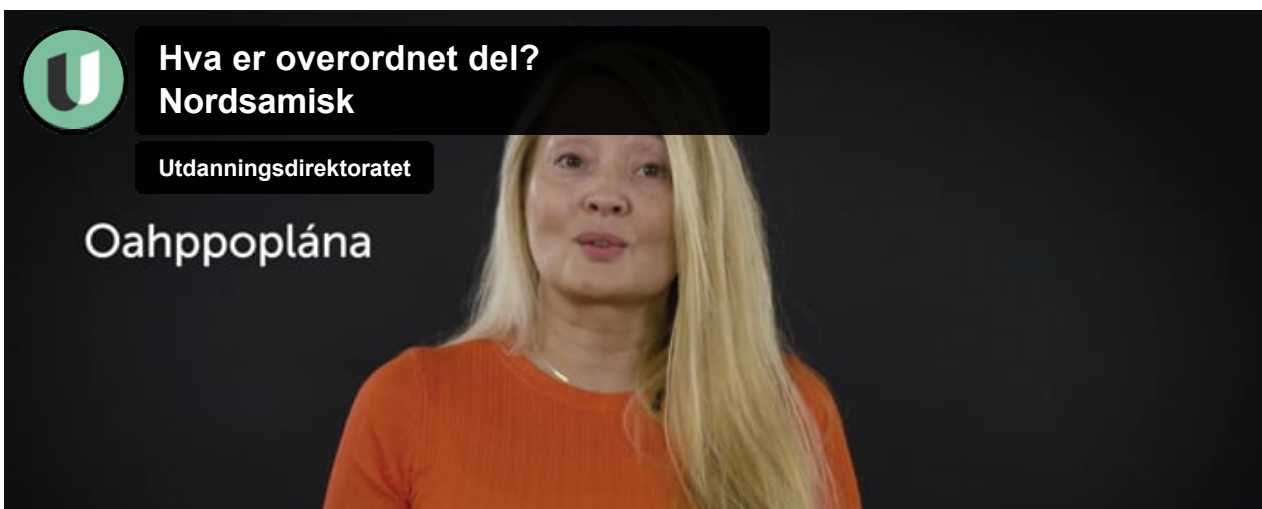 Hva er overordnet del?
Nordsamisk
Utdanningsdirektoratet
Oahppoplána